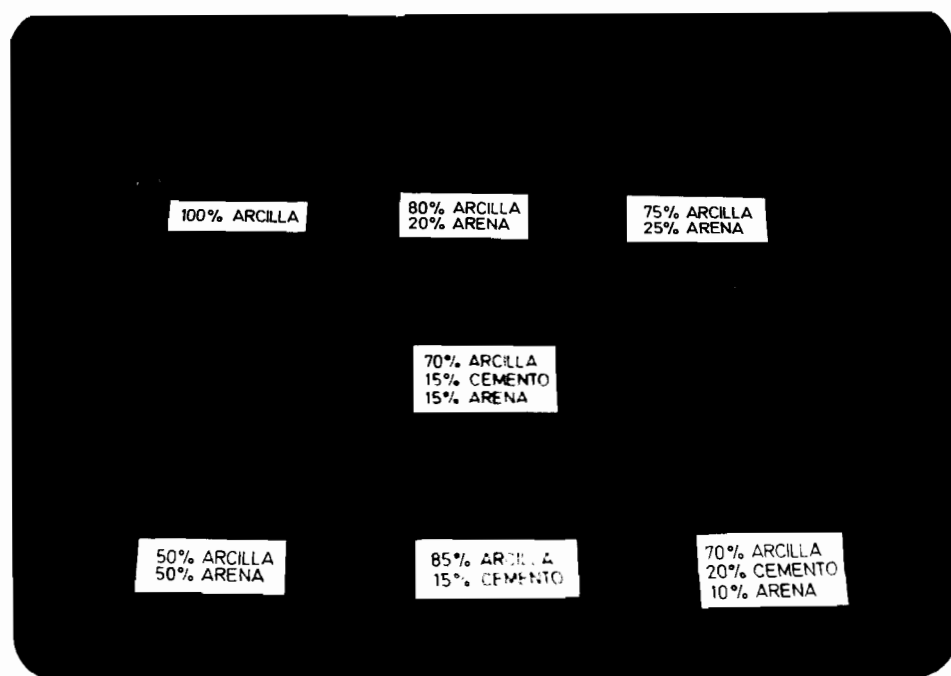 100% ARCILLA
80% ARCILLA
20% ARENA
75% ARCILLA
25% ARENA
70% ARCILLA
15% CEMENTO
15% ARENA
50% ARCILLA
50% ARENA
85% ARCILLA
15% CEMENTO
70% ARCILLA
20% CEMENTO
10% ARENA